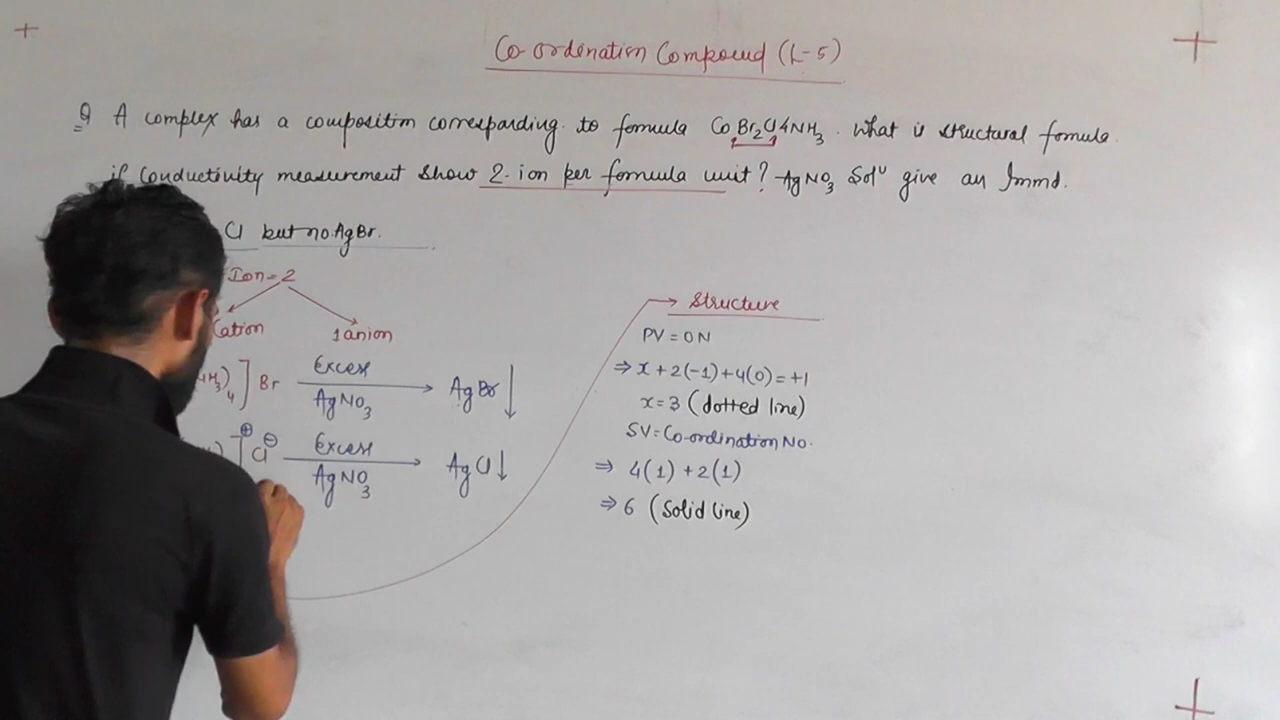 Co-ordination Compound (L-5)
Q A complex has a composition corresponding to formula CoBr₂Cl4NH₃. What is structural formula
if conductivity measurement show 2-ion per formula unit? AgNO₃ Solⁿ give an Immd.
Cl but no AgBr.
Ion = 2
Cation
1 anion
]Br Excess AgNO₃ → AgBr↓
]⊕ Cl⊖ Excess AgNO₃ → AgCl↓
→ Structure
PV = ON
⇒ x + 2(-1) + 4(0) = +1
x = 3 (dotted line)
SV = Co-ordination No.
⇒ 4(1) + 2(1)
⇒ 6 (Solid line)